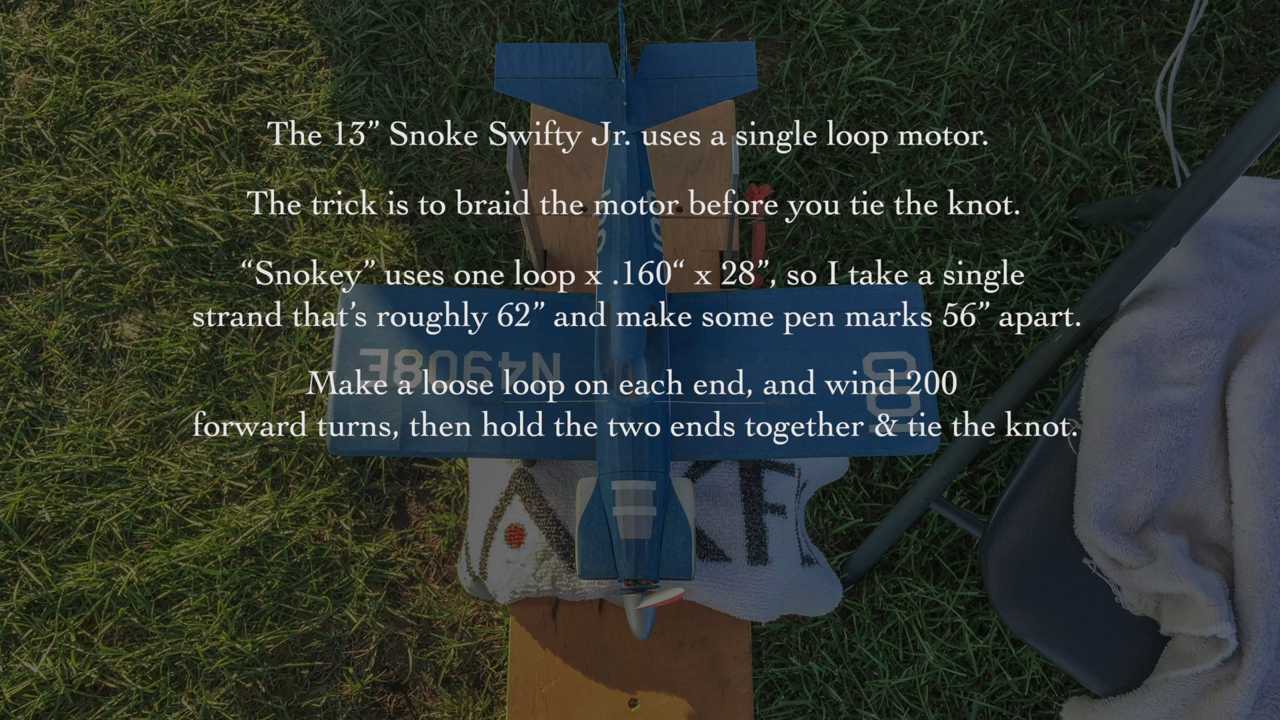 The 13” Snoke Swifty Jr. uses a single loop motor.
The trick is to braid the motor before you tie the knot.
“Snokey” uses one loop x .160“ x 28”, so I take a single
strand that’s roughly 62” and make some pen marks 56” apart.
N4908E
Make a loose loop on each end, and wind 200
forward turns, then hold the two ends together & tie the knot.